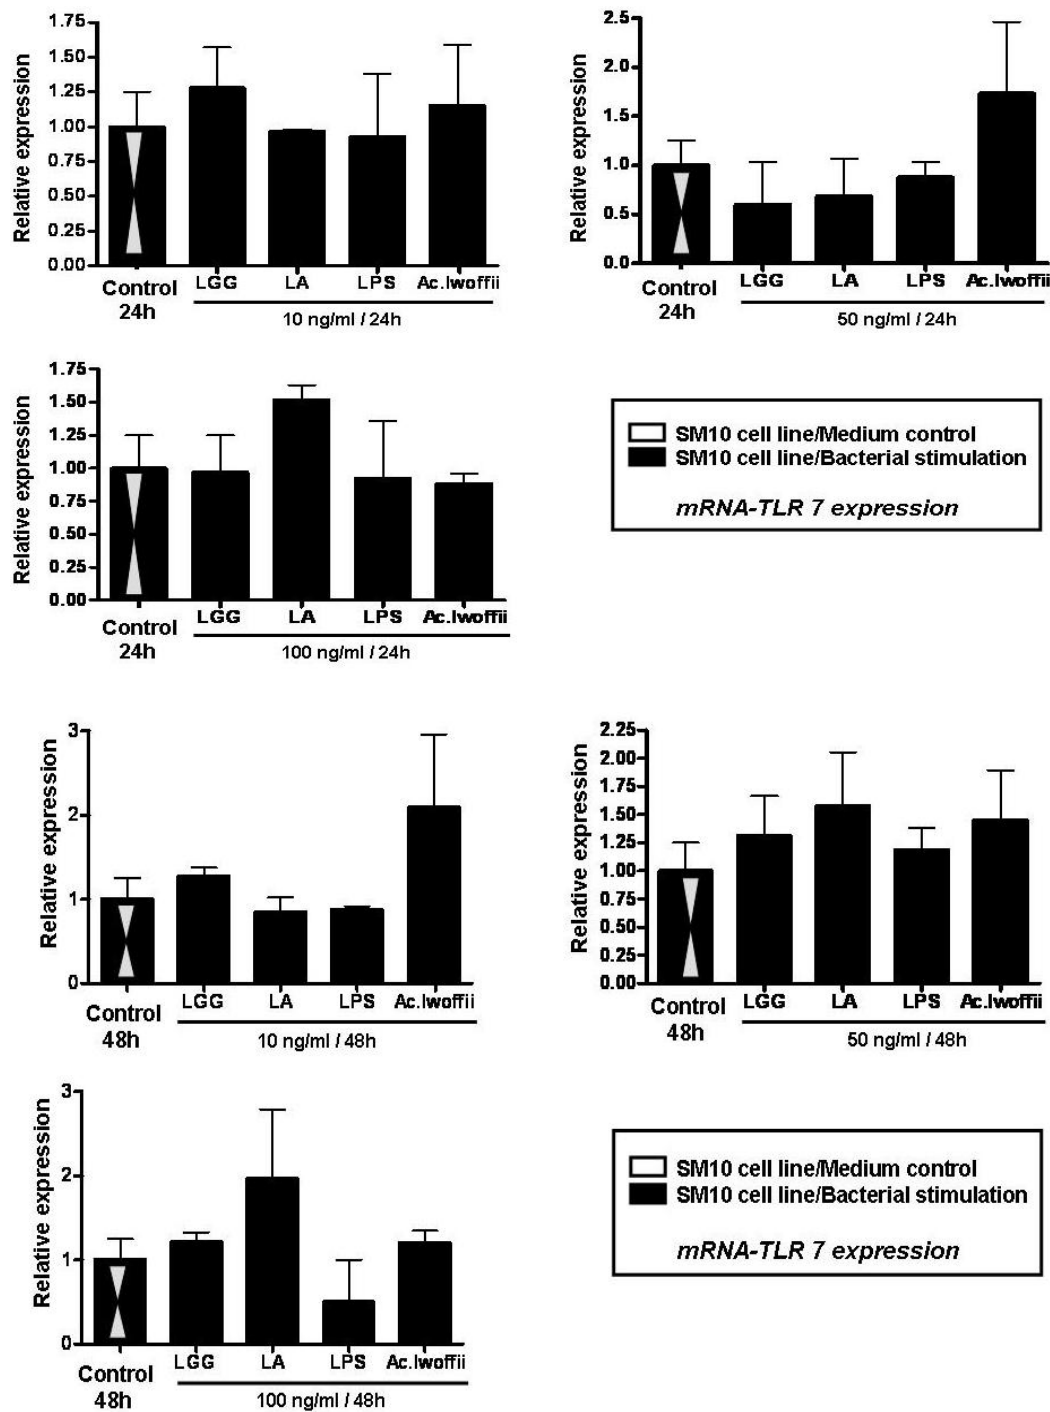 Relative expression
1.75
1.50
1.25
1.00
0.75
0.50
0.25
0.00
Control
24h
LGG LA LPS Ac.lwoffii
10 ng/ml / 24h
Relative expression
2.5
2.0
1.5
1.0
0.5
0.0
Control
24h
LGG LA LPS Ac.lwoffii
50 ng/ml / 24h
Relative expression
1.75
1.50
1.25
1.00
0.75
0.50
0.25
0.00
Control
24h
LGG LA LPS Ac.lwoffii
100 ng/ml / 24h
SM10 cell line/Medium control
SM10 cell line/Bacterial stimulation
mRNA-TLR 7 expression
Relative expression
3
2
1
0
Control
48h
LGG LA LPS Ac.lwoffii
10 ng/ml / 48h
Relative expression
2.25
2.00
1.75
1.50
1.25
1.00
0.75
0.50
0.25
0.00
Control
48h
LGG LA LPS Ac.lwoffii
50 ng/ml / 48h
Relative expression
3
2
1
0
Control
48h
LGG LA LPS Ac.lwoffii
100 ng/ml / 48h
SM10 cell line/Medium control
SM10 cell line/Bacterial stimulation
mRNA-TLR 7 expression